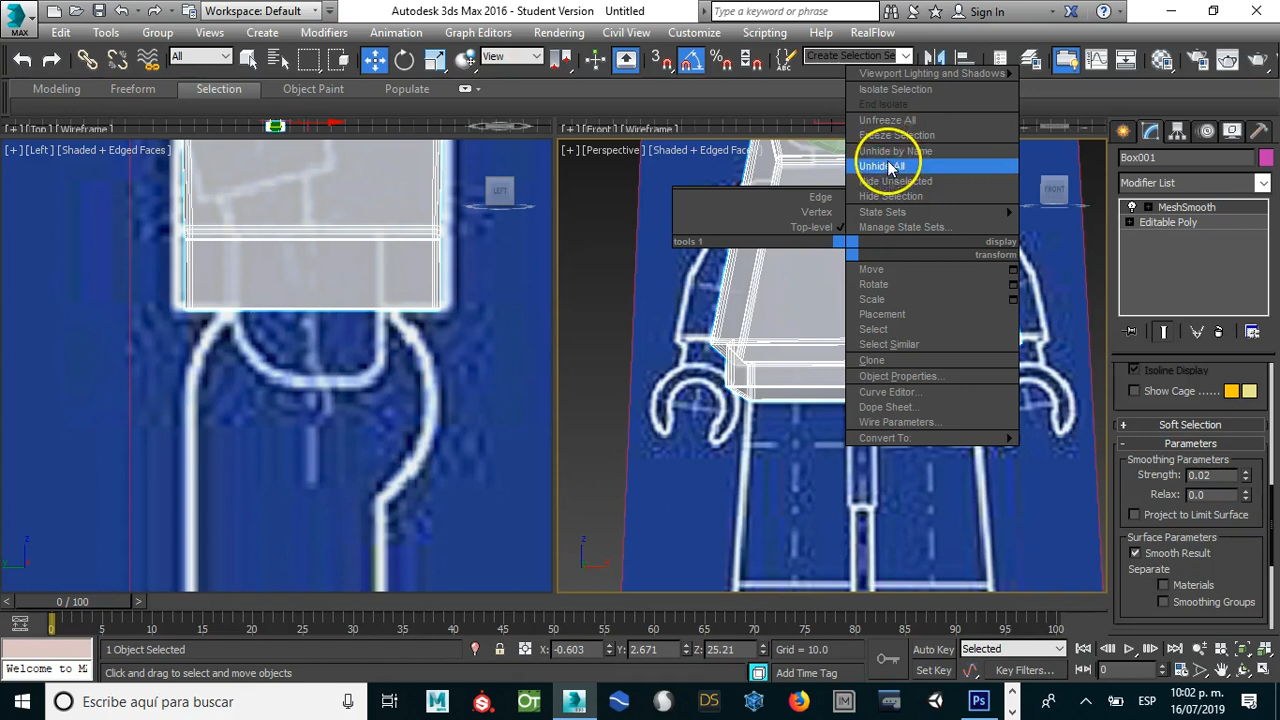 Workspace: Default
Autodesk 3ds Max 2016 - Student Version Untitled
Type a keyword or phrase
Sign In
MAX
Edit Tools Group Views Create Modifiers Animation Graph Editors Rendering Civil View Customize Scripting Help RealFlow
All
View
3
%
Create Selection Se
Modeling Freeform Selection Object Paint Populate
[+] [Top] [Wireframe]
[+] [Front] [Wireframe]
[+] [Left] [Shaded + Edged Faces]
[+] [Perspective] [Shaded + Edged Face
LEFT
FRONT
Viewport Lighting and Shadows
Isolate Selection
End Isolate
Unfreeze All
Freeze Selection
Unhide by Name
Unhide All
Hide Unselected
Hide Selection
State Sets
Manage State Sets...
Edge
Vertex
Top-level
tools 1
display
transform
Move
Rotate
Scale
Placement
Select
Select Similar
Clone
Object Properties...
Curve Editor...
Dope Sheet...
Wire Parameters...
Convert To:
Box001
Modifier List
MeshSmooth
Editable Poly
Isoline Display
Show Cage
Soft Selection
Parameters
Smoothing Parameters
Strength: 0.02
Relax: 0.0
Project to Limit Surface
Surface Parameters
Smooth Result
Separate
Materials
Smoothing Groups
z
y
z
x
< 0 / 100 >
0 5 10 15 20 25 30 35 40 45 50 55 60 65 70 75 80 85 90 95 100
1 Object Selected
X: -0.603 Y: 2.671 Z: 25.21 Grid = 10.0
Auto Key Selected
Welcome to M
Click and drag to select and move objects
Add Time Tag
Set Key Key Filters... 0
Escribe aquí para buscar
ESP
10:02 p. m.
16/07/2019